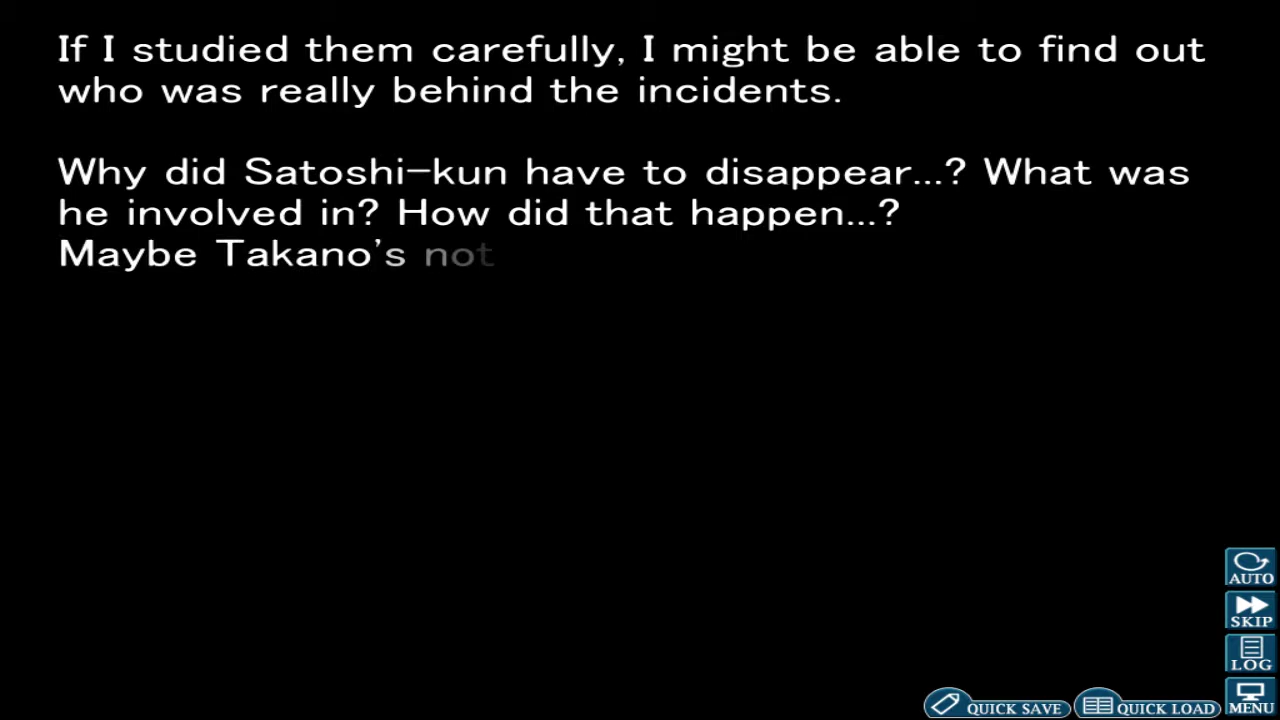 If I studied them carefully, I might be able to find out
who was really behind the incidents.
Why did Satoshi-kun have to disappear...? What was
he involved in? How did that happen...?
Maybe Takano's not
AUTO
SKIP
LOG
MENU
QUICK SAVE
QUICK LOAD